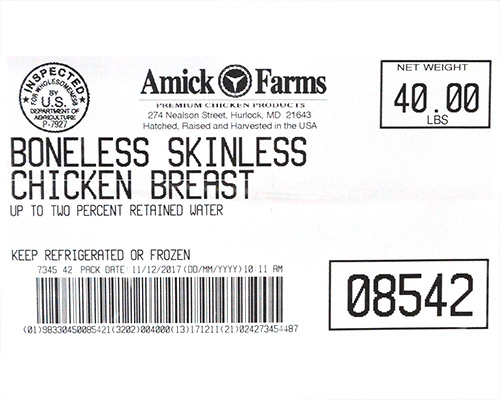 INSPECTED
FOR WHOLESOMENESS
BY
U.S.
DEPARTMENT OF
AGRICULTURE
P-7927
Amick Farms
PREMIUM CHICKEN PRODUCTS
274 Nealson Street, Hurlock, MD 21643
Hatched, Raised and Harvested in the USA
NET WEIGHT
40.00
LBS
BONELESS SKINLESS
CHICKEN BREAST
UP TO TWO PERCENT RETAINED WATER
KEEP REFRIGERATED OR FROZEN
7345 42 PACK DATE: 11/12/2017(DD/MM/YYYY) 10:11 AM
(01)98330450085421(3202)004000(13)171211(21)024273454487
08542